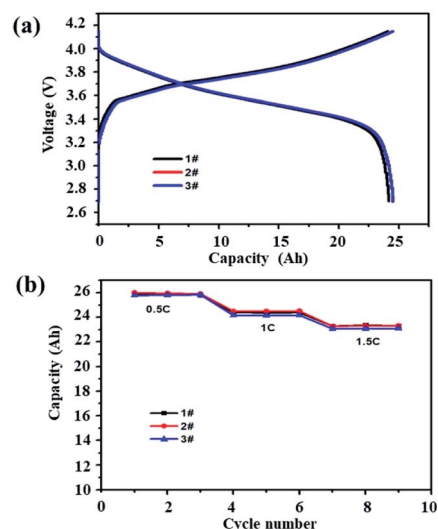 (a)
4.2
4.0
3.8
3.6
3.4
3.2
3.0
2.8
2.6
Voltage (V)
1#
2#
3#
0 5 10 15 20 25
Capacity (Ah)
(b)
26
24
22
20
18
16
14
12
10
Capacity (Ah)
0.5C
1C
1.5C
1#
2#
3#
0 2 4 6 8 10
Cycle number